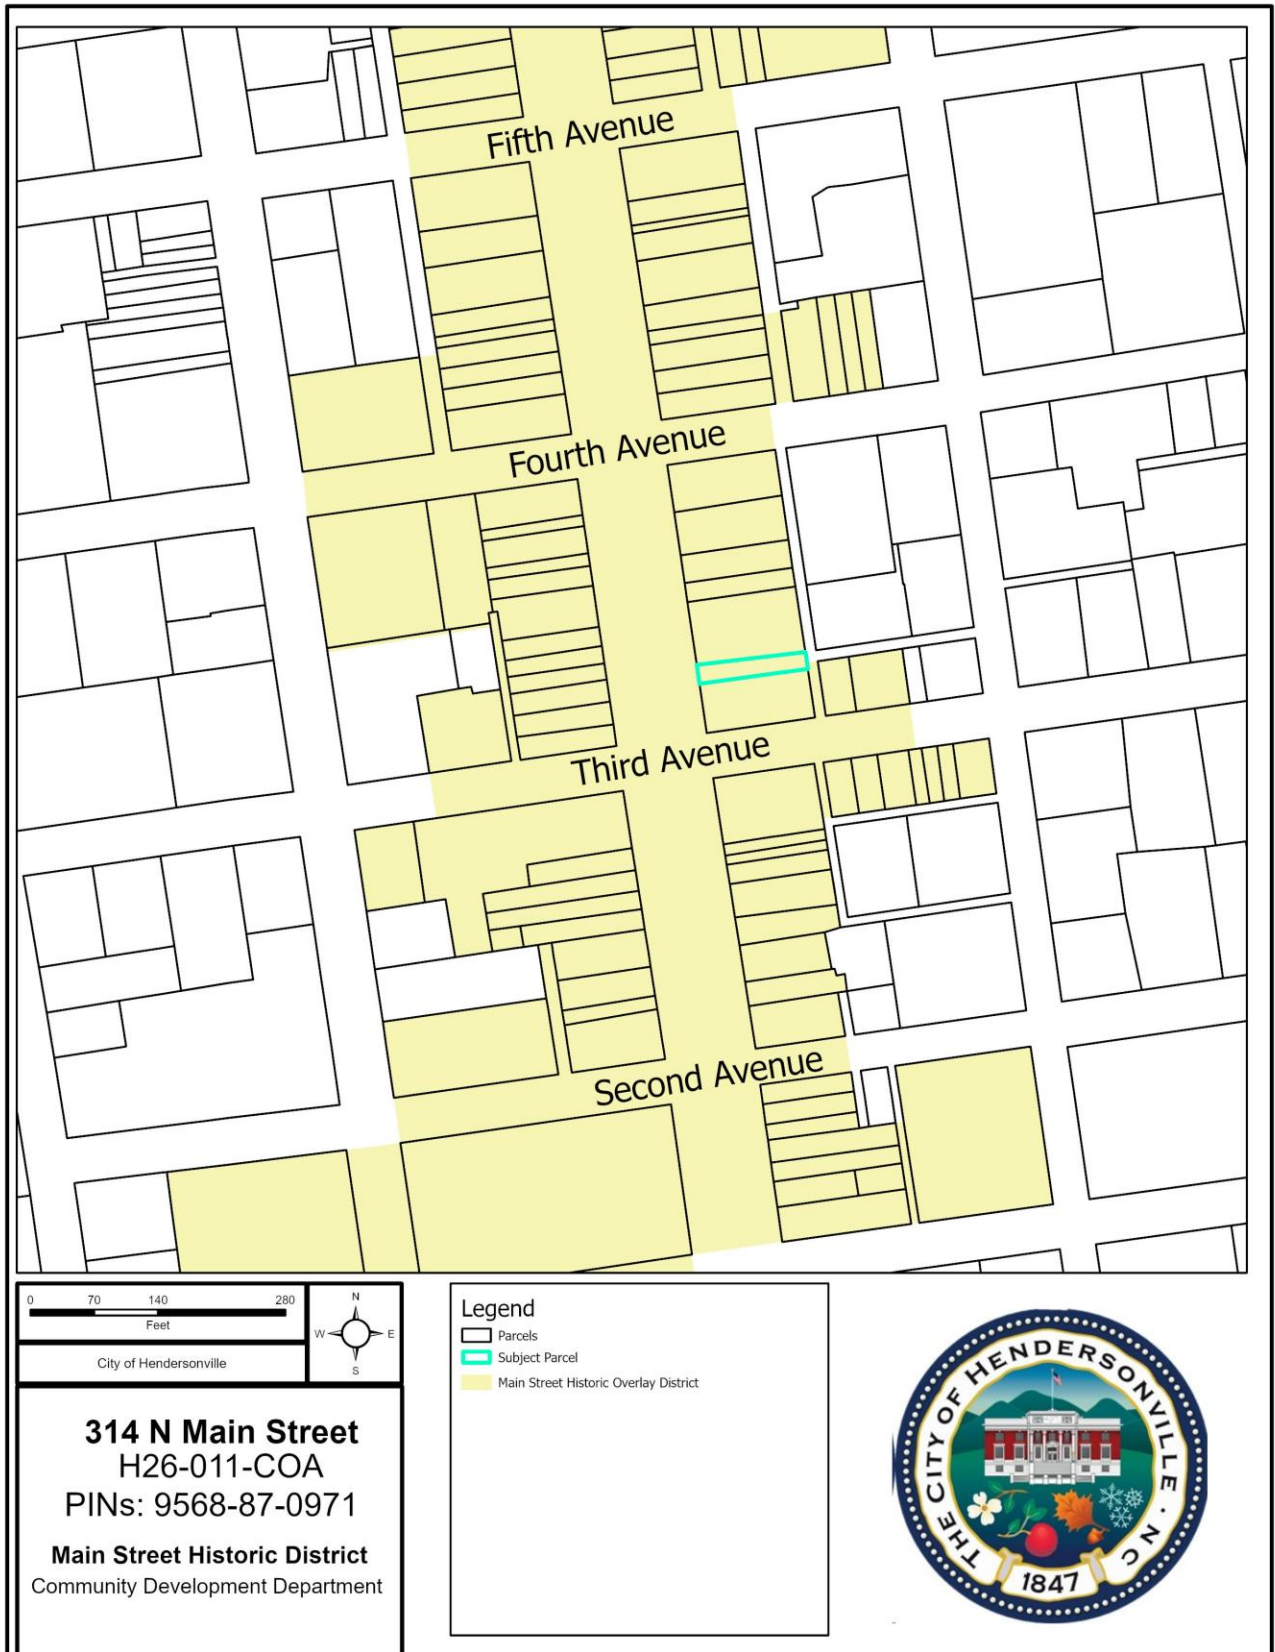 Fifth Avenue
Fourth Avenue
Third Avenue
Second Avenue
0 70 140 280
Feet
City of Hendersonville
N
W E
S
314 N Main Street
H26-011-COA
PINs: 9568-87-0971
Main Street Historic District
Community Development Department
Legend
Parcels
Subject Parcel
Main Street Historic Overlay District
THE CITY OF HENDERSONVILLE · NC
1847